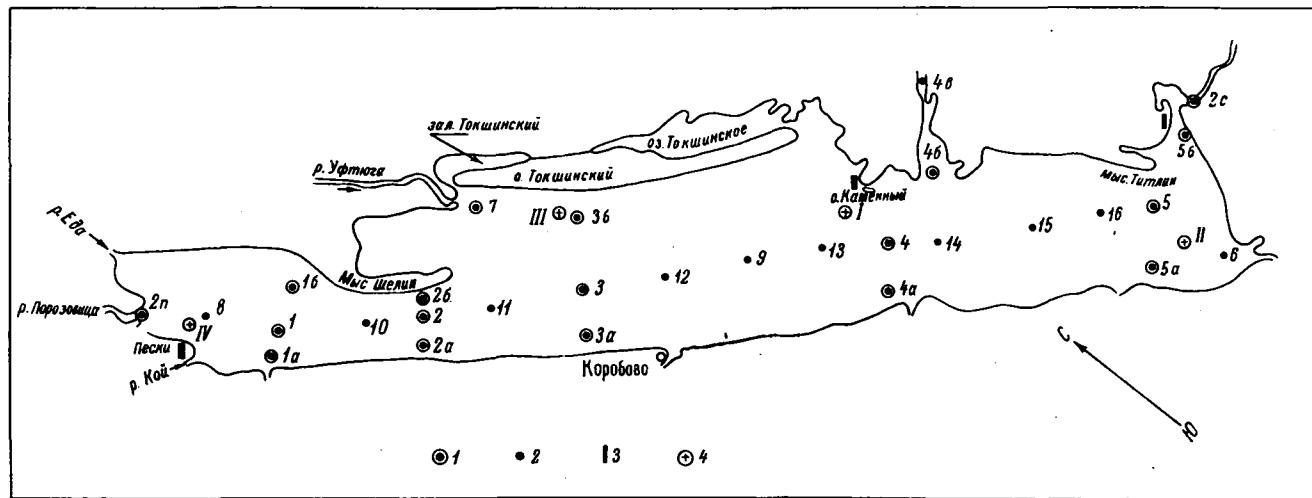 4в
2с
зал. Токшинский
оз. Токшинское
5б
р. Уфтюга
о. Токшинский
4б
мыс. Титлин
о. Каменный
7
III
3б
I
5
16
р. Еда
15
II
4
14
13
9
6
5а
12
Мыс Шелин
1б
3
4а
2б
11
2п
8
2
10
р. Порозовица
IV
1
3а
Пески
1а
2а
р. Кой
Коробово
С
Ю
1 2 3 4